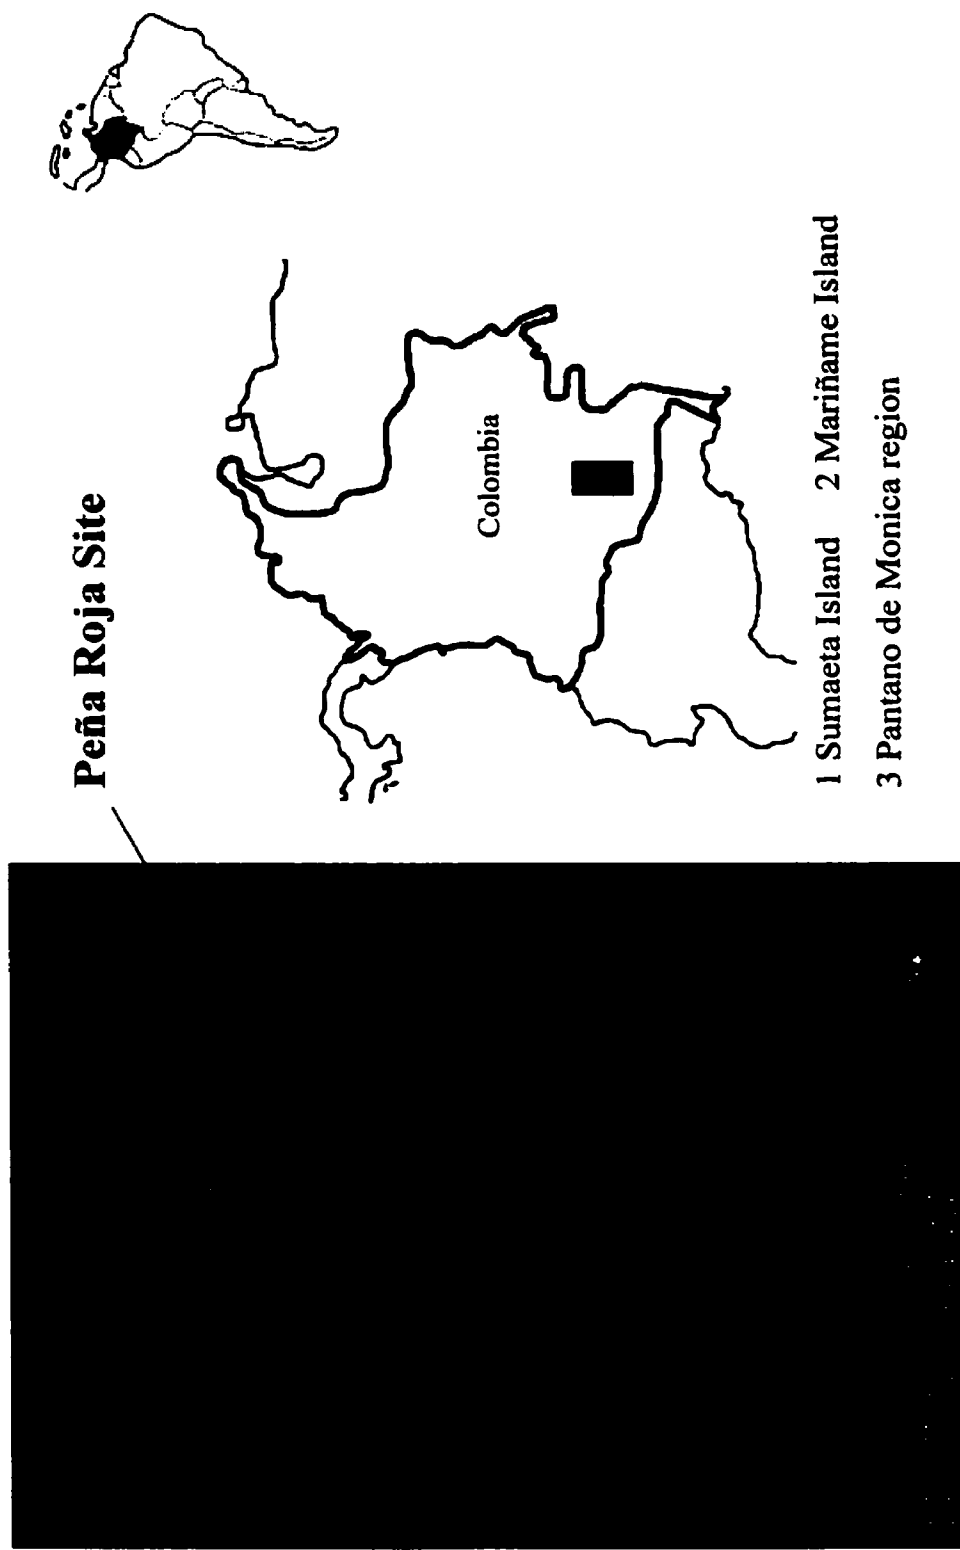 Peña Roja Site
Colombia
1 Sumaeta Island 2 Mariñame Island
3 Pantano de Monica region